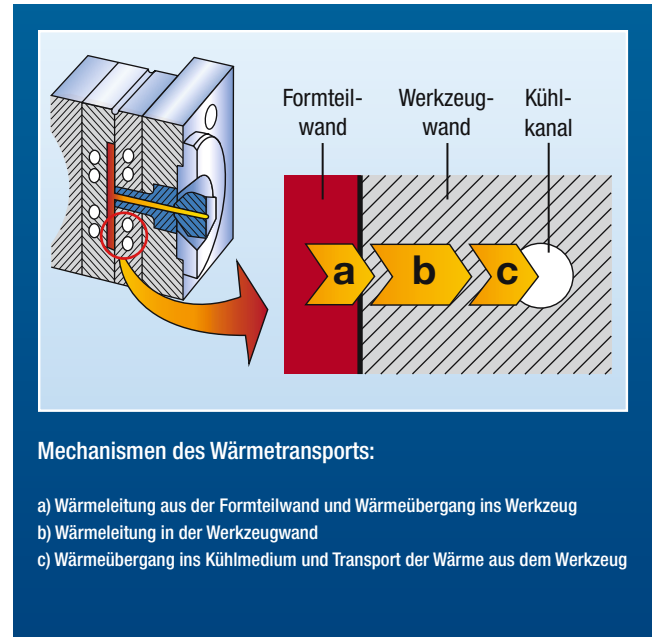 Formteil-
wand
Werkzeug-
wand
Kühl-
kanal
a
b
c
Mechanismen des Wärmetransports:
a) Wärmeleitung aus der Formteilwand und Wärmeübergang ins Werkzeug
b) Wärmeleitung in der Werkzeugwand
c) Wärmeübergang ins Kühlmedium und Transport der Wärme aus dem Werkzeug